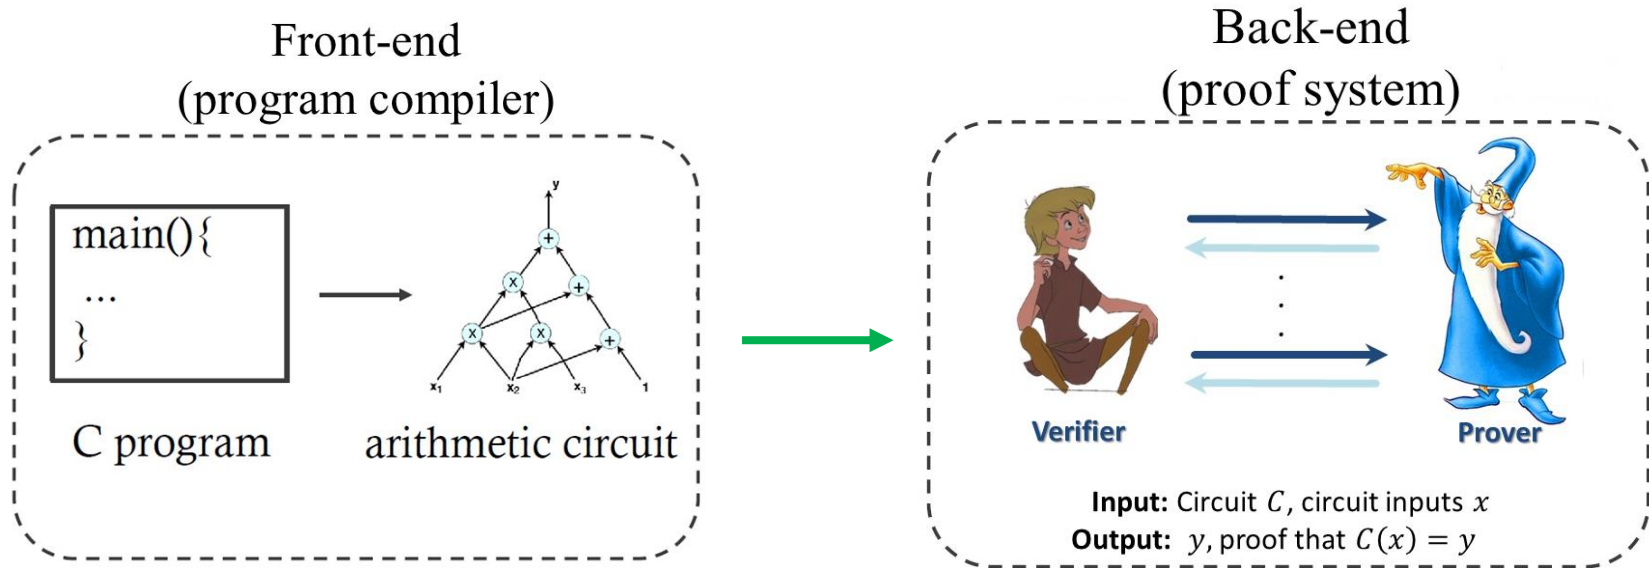 Front-end
(program compiler)
main(){
...
}
C program
y
+
x
+
x
x
+
x₁
x₂
x₃
1
arithmetic circuit
Back-end
(proof system)
Verifier
Prover
Input: Circuit C, circuit inputs x
Output: y, proof that C(x) = y